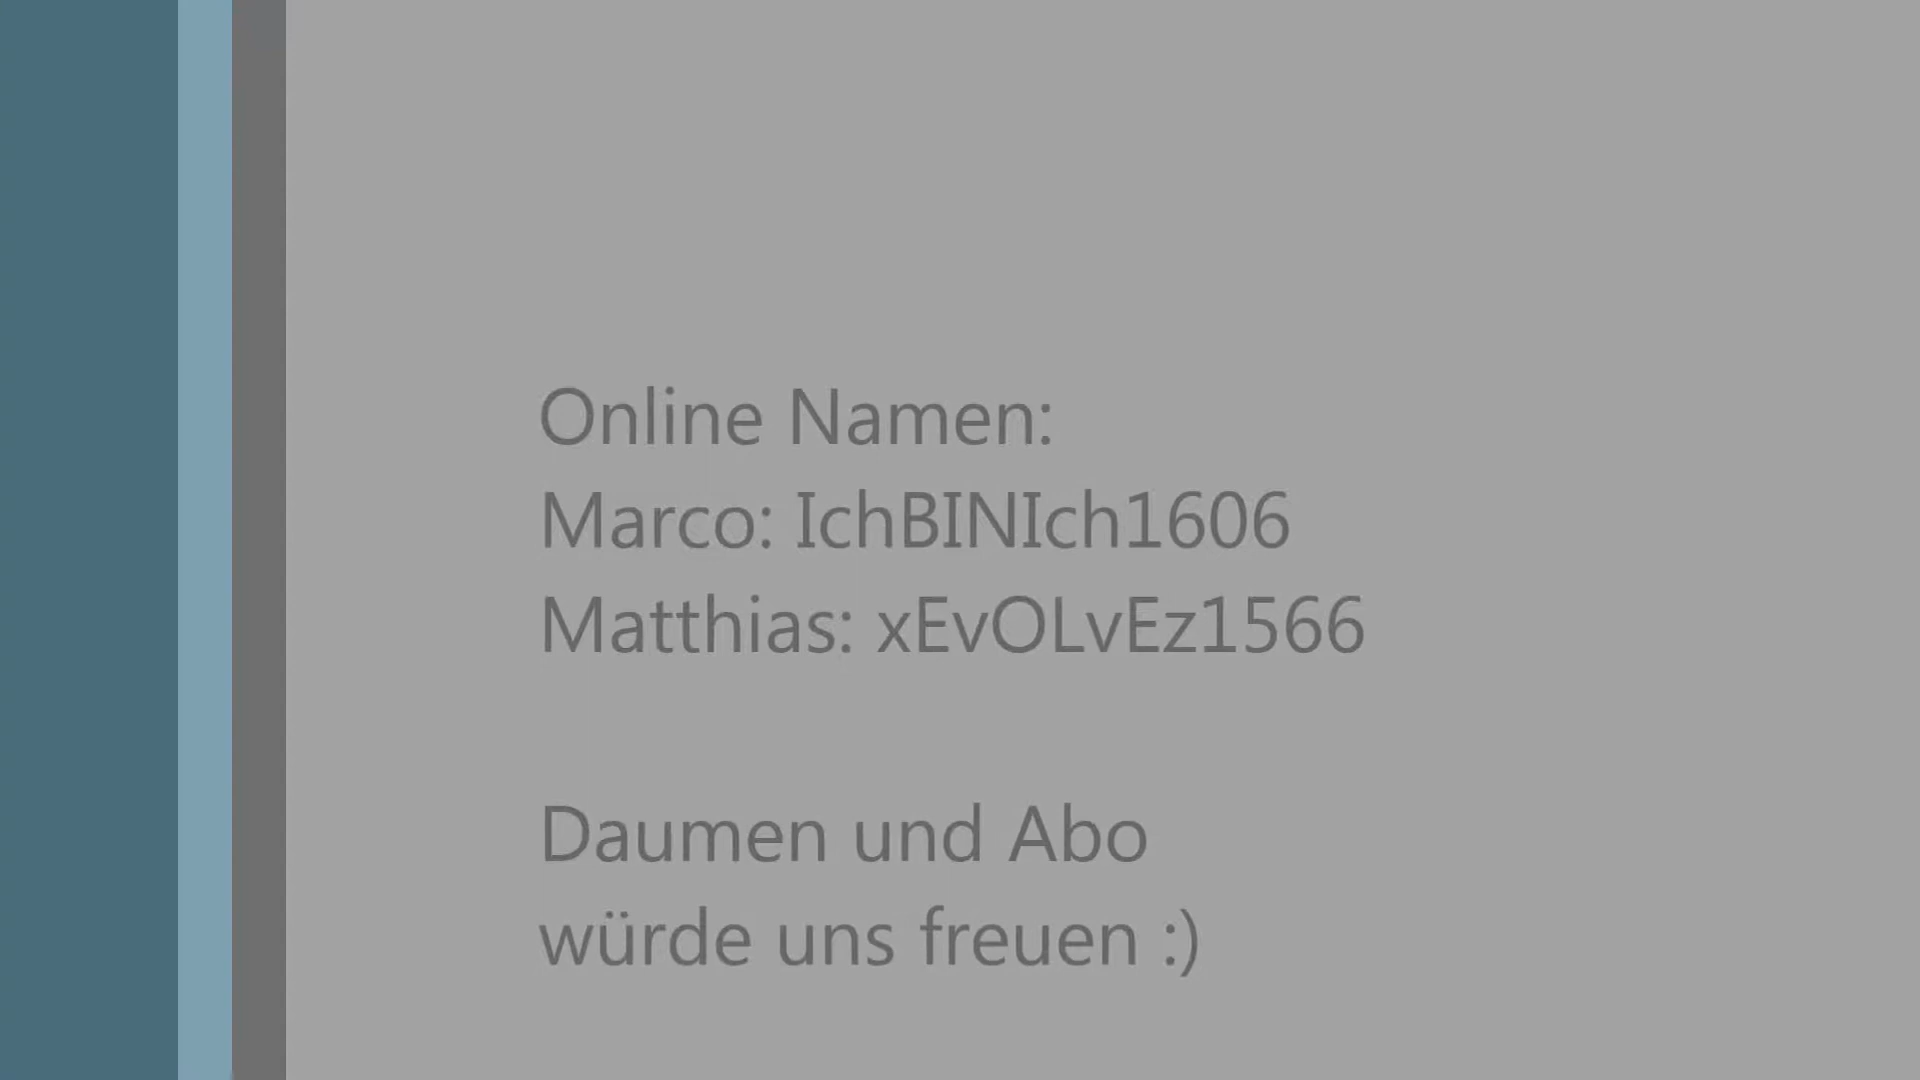 Online Namen:
Marco: IchBINIch1606
Matthias: xEvOLvEz1566
Daumen und Abo
würde uns freuen :)